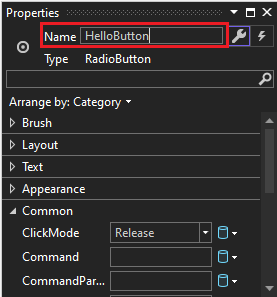 Properties
Name HelloButton
Type RadioButton
Arrange by: Category
Brush
Layout
Text
Appearance
Common
ClickMode Release
Command
CommandPar...